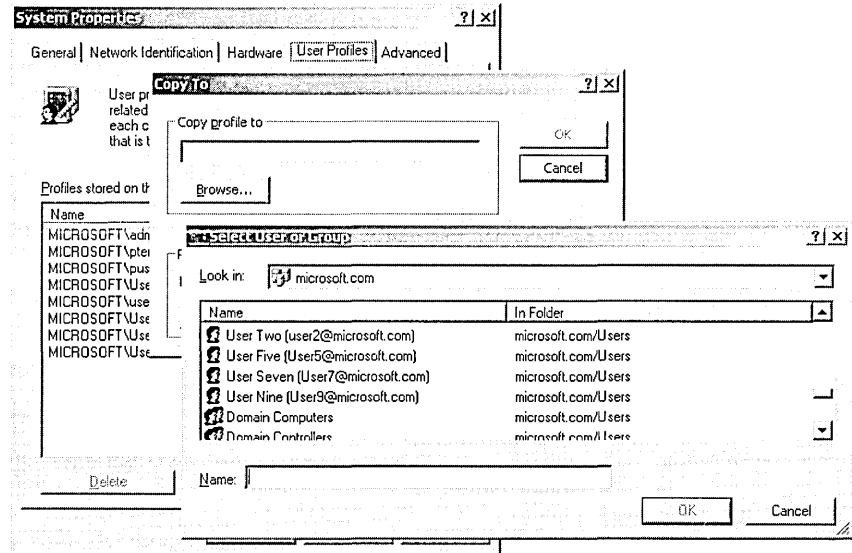 System Properties
General Network Identification Hardware User Profiles Advanced
User pr
related
each c
that is t
Profiles stored on th
Name
MICROSOFT\adn
MICROSOFT\pter
MICROSOFT\pus
MICROSOFT\Use
MICROSOFT\use
MICROSOFT\Use
MICROSOFT\Use
MICROSOFT\Use
Delete
Copy To
Copy profile to
OK
Cancel
Browse...
Select User or Group
Look in: microsoft.com
Name In Folder
User Two (user2@microsoft.com) microsoft.com/Users
User Five (User5@microsoft.com) microsoft.com/Users
User Seven (User7@microsoft.com) microsoft.com/Users
User Nine (User9@microsoft.com) microsoft.com/Users
Domain Computers microsoft.com/Users
Domain Controllers microsoft.com/Users
Name:
OK Cancel